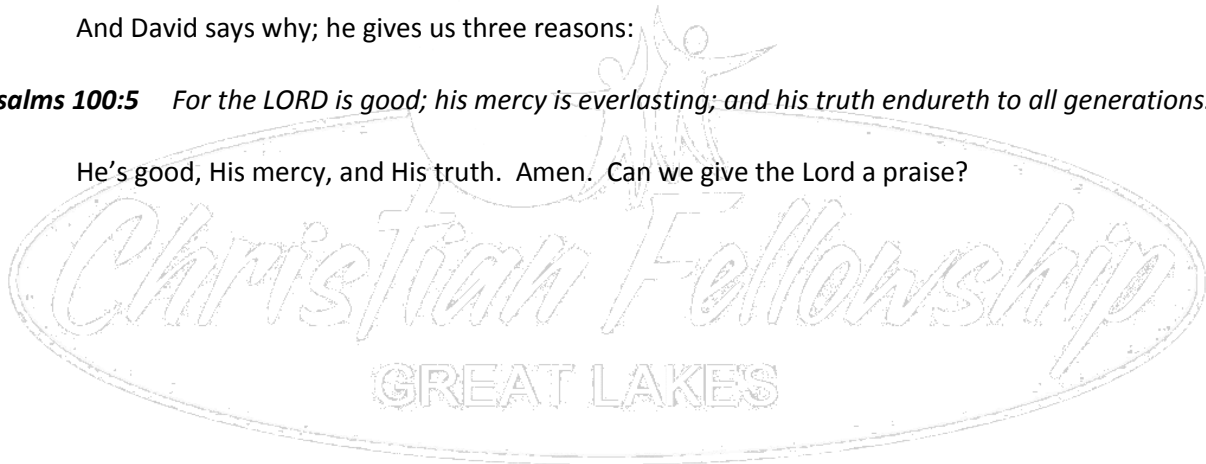 And David says why; he gives us three reasons:
salms 100:5 For the LORD is good; his mercy is everlasting; and his truth endureth to all generations.
He’s good, His mercy, and His truth. Amen. Can we give the Lord a praise?
Christian Fellowship
GREAT LAKES